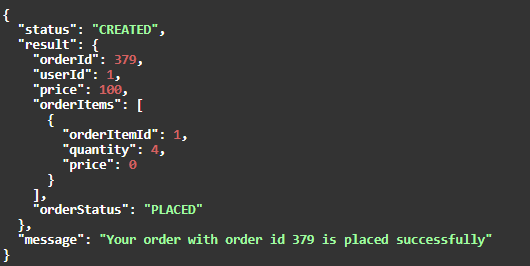 {
  "status": "CREATED",
  "result": {
    "orderId": 379,
    "userId": 1,
    "price": 100,
    "orderItems": [
      {
        "orderItemId": 1,
        "quantity": 4,
        "price": 0
      }
    ],
    "orderStatus": "PLACED"
  },
  "message": "Your order with order id 379 is placed successfully"
}